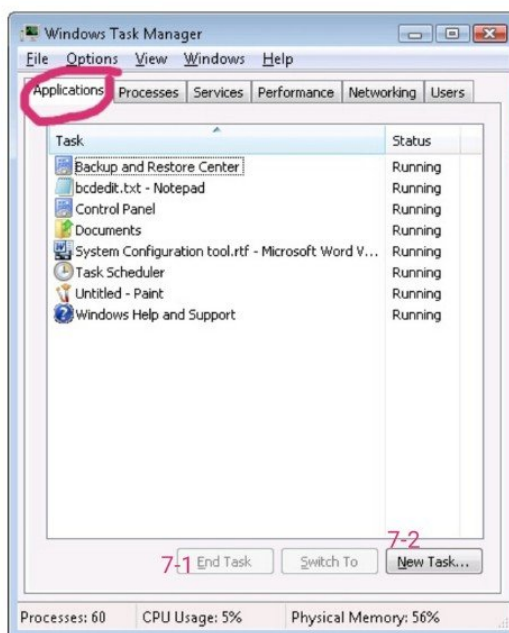 Windows Task Manager
File Options View Windows Help
Applications Processes Services Performance Networking Users
Task Status
Backup and Restore Center Running
bcdedit.txt - Notepad Running
Control Panel Running
Documents Running
System Configuration tool.rtf - Microsoft Word V... Running
Task Scheduler Running
Untitled - Paint Running
Windows Help and Support Running
7-2
7-1 End Task Switch To New Task...
Processes: 60 CPU Usage: 5% Physical Memory: 56%